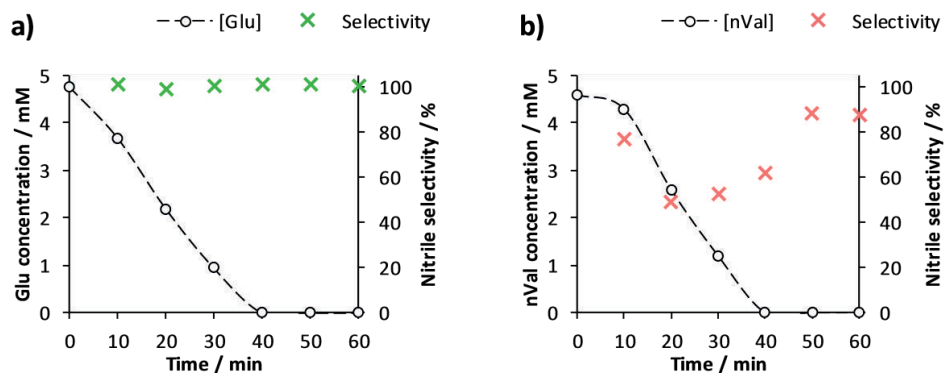 a)
[Glu]
Selectivity
Glu concentration / mM
5
4
3
2
1
0
Nitrile selectivity / %
100
80
60
40
20
0
0 10 20 30 40 50 60
Time / min
b)
[nVal]
Selectivity
nVal concentration / mM
5
4
3
2
1
0
Nitrile selectivity / %
100
80
60
40
20
0
0 10 20 30 40 50 60
Time / min